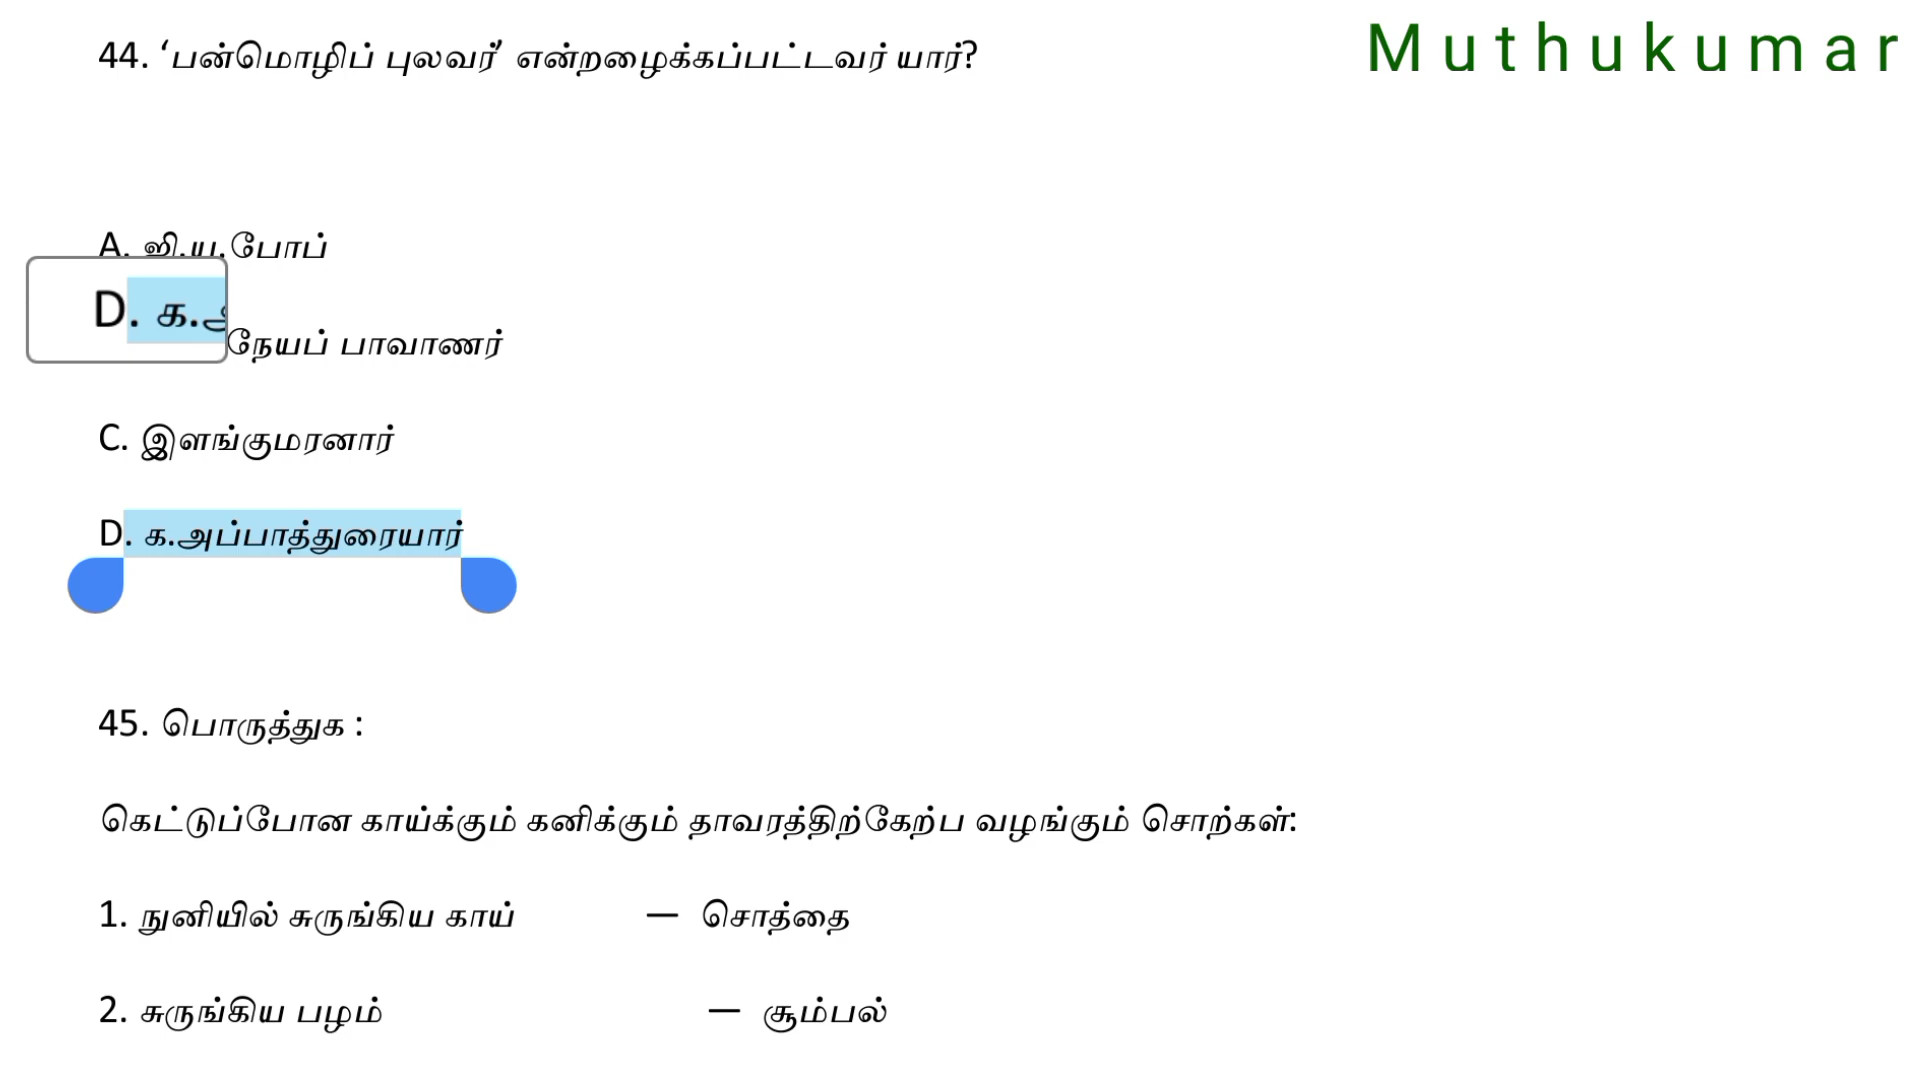 44. ‘பன்மொழிப் புலவர்’ என்றழைக்கப்பட்டவர் யார்?
Muthukumar
A. ஜி.யு.போப்
D. க.அ
நேயப் பாவாணர்
C. இளங்குமரனார்
D. க.அப்பாத்துரையார்
45. பொருத்துக :
கெட்டுப்போன காய்க்கும் கனிக்கும் தாவரத்திற்கேற்ப வழங்கும் சொற்கள்:
1. நுனியில் சுருங்கிய காய் — சொத்தை
2. சுருங்கிய பழம் — சூம்பல்